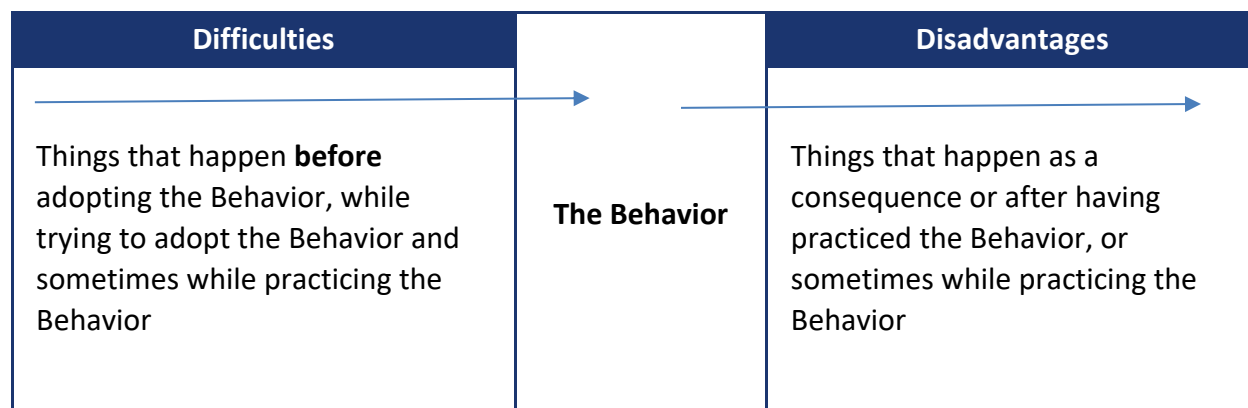 Difficulties
Things that happen before
adopting the Behavior, while
trying to adopt the Behavior and
sometimes while practicing the
Behavior
The Behavior
Disadvantages
Things that happen as a
consequence or after having
practiced the Behavior, or
sometimes while practicing the
Behavior